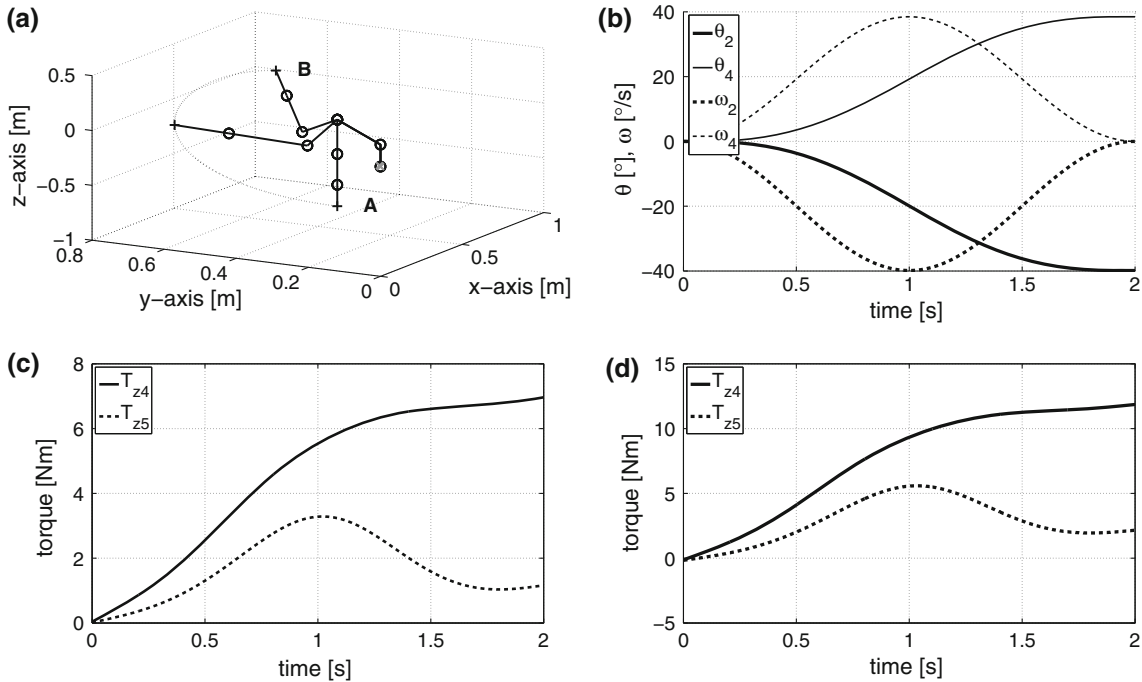 (a)
0.5
0
−0.5
−1
z−axis [m]
0.8
0.6
0.4
0.2
0
y−axis [m]
0
0.5
1
x−axis [m]
B
A
(b)
40
20
0
−20
−40
θ [°], ω [°/s]
θ2
θ4
ω2
ω4
0
0.5
1
1.5
2
time [s]
(c)
8
6
4
2
0
torque [Nm]
Tz4
Tz5
0
0.5
1
1.5
2
time [s]
(d)
15
10
5
0
−5
torque [Nm]
Tz4
Tz5
0
0.5
1
1.5
2
time [s]